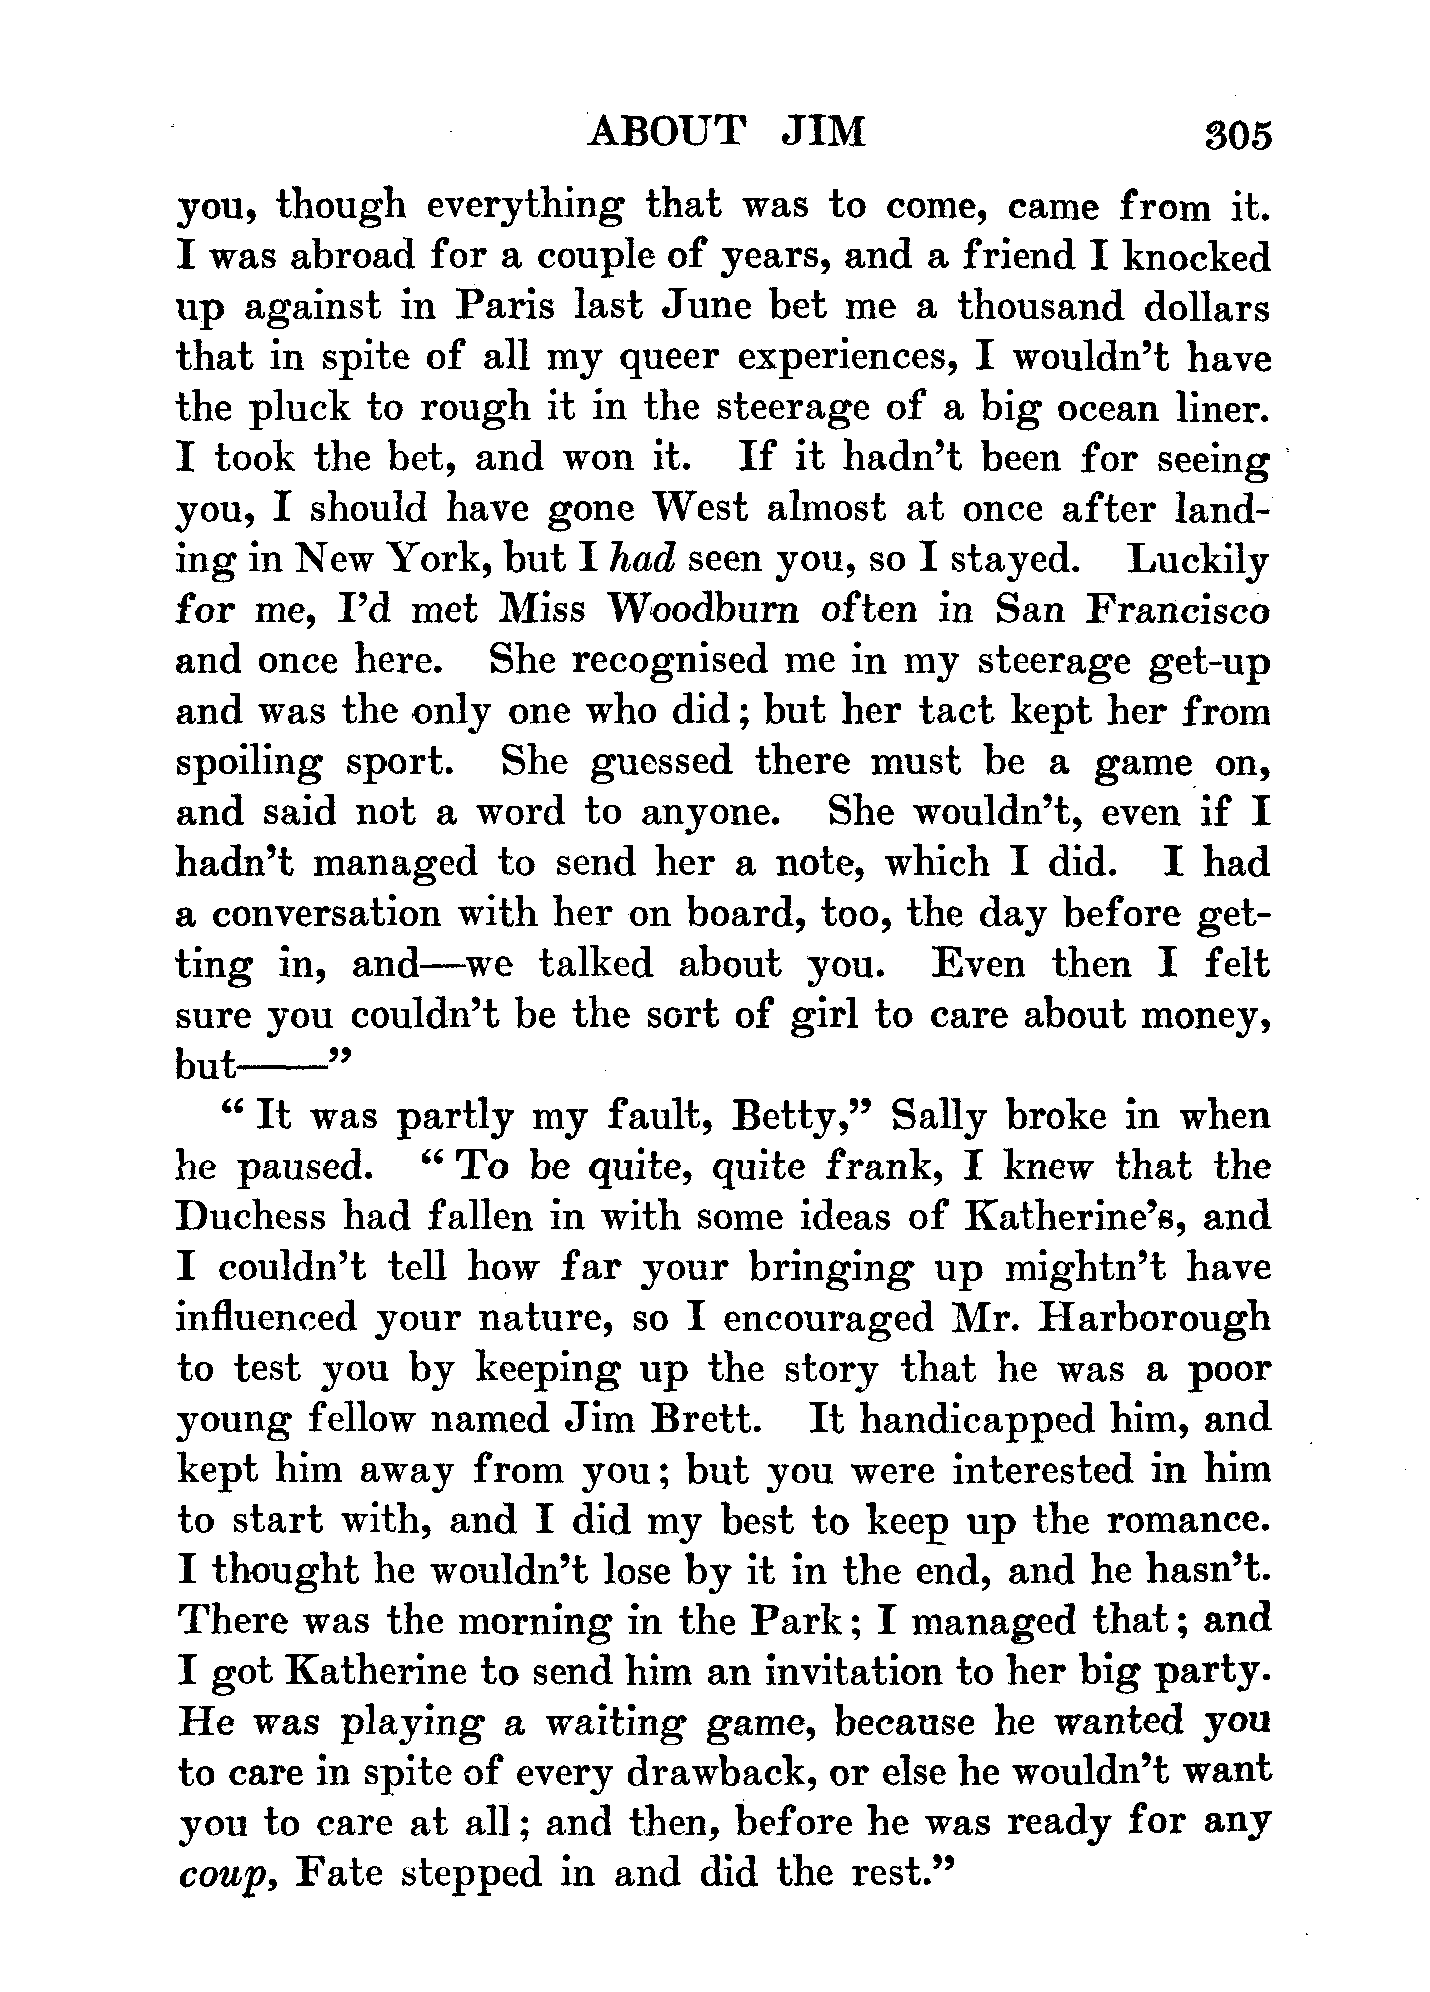 ABOUT JIM 305
you, though everything that was to come, came from it.
I was abroad for a couple of years, and a friend I knocked
up against in Paris last June bet me a thousand dollars
that in spite of all my queer experiences, I wouldn't have
the pluck to rough it in the steerage of a big ocean liner.
I took the bet, and won it. If it hadn't been for seeing
you, I should have gone West almost at once after land-
ing in New York, but I had seen you, so I stayed. Luckily
for me, I'd met Miss Woodburn often in San Francisco
and once here. She recognised me in my steerage get-up
and was the only one who did; but her tact kept her from
spoiling sport. She guessed there must be a game on,
and said not a word to anyone. She wouldn't, even if I
hadn't managed to send her a note, which I did. I had
a conversation with her on board, too, the day before get-
ting in, and—we talked about you. Even then I felt
sure you couldn't be the sort of girl to care about money,
but——"
"It was partly my fault, Betty," Sally broke in when
he paused. "To be quite, quite frank, I knew that the
Duchess had fallen in with some ideas of Katherine's, and
I couldn't tell how far your bringing up mightn't have
influenced your nature, so I encouraged Mr. Harborough
to test you by keeping up the story that he was a poor
young fellow named Jim Brett. It handicapped him, and
kept him away from you; but you were interested in him
to start with, and I did my best to keep up the romance.
I thought he wouldn't lose by it in the end, and he hasn't.
There was the morning in the Park; I managed that; and
I got Katherine to send him an invitation to her big party.
He was playing a waiting game, because he wanted you
to care in spite of every drawback, or else he wouldn't want
you to care at all; and then, before he was ready for any
coup, Fate stepped in and did the rest."